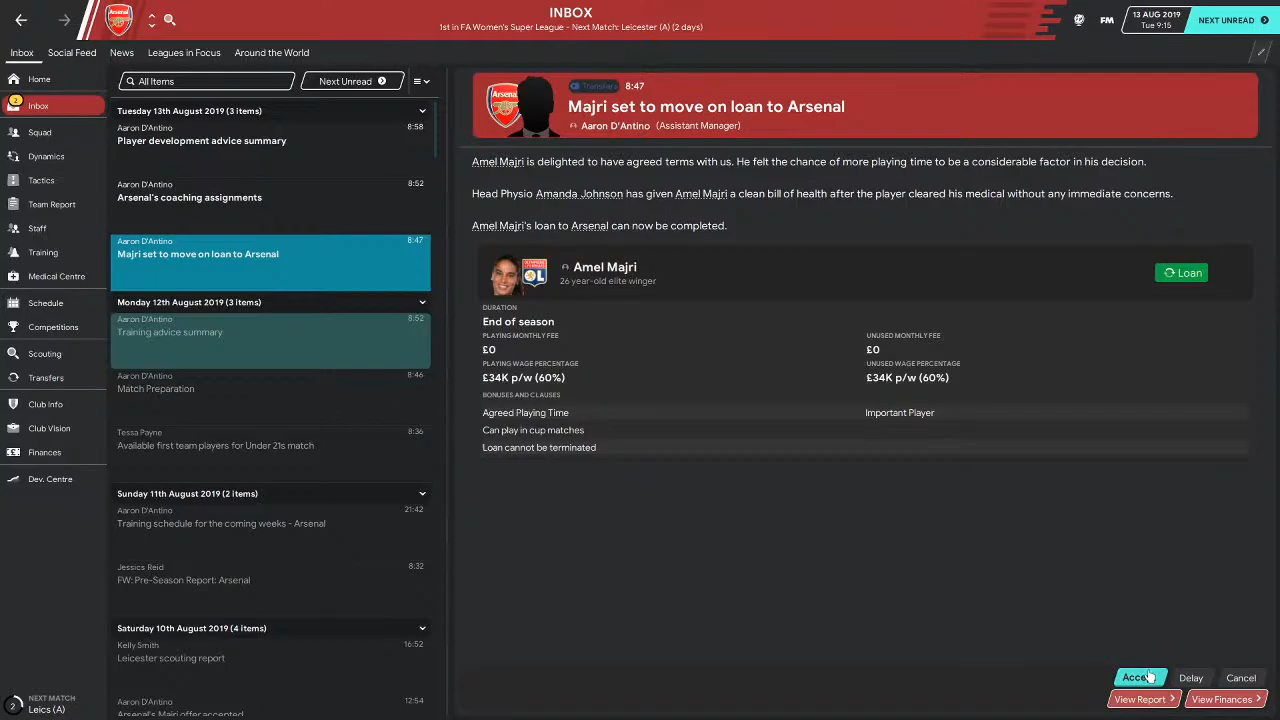 INBOX
1st in FA Women's Super League - Next Match: Leicester (A) (2 days)
FM
13 AUG 2019
Tue 9:15
NEXT UNREAD
Inbox
Social Feed
News
Leagues in Focus
Around the World
Home
2
Inbox
Squad
Dynamics
Tactics
Team Report
Staff
Training
Medical Centre
Schedule
Competitions
Scouting
Transfers
Club Info
Club Vision
Finances
Dev. Centre
2
NEXT MATCH
Leics (A)
All Items
Next Unread
Tuesday 13th August 2019 (3 items)
Aaron D'Antino 8:58
Player development advice summary
Aaron D'Antino 8:52
Arsenal's coaching assignments
Aaron D'Antino 8:47
Majri set to move on loan to Arsenal
Monday 12th August 2019 (3 items)
Aaron D'Antino 8:52
Training advice summary
Aaron D'Antino 8:46
Match Preparation
Tessa Payne 8:36
Available first team players for Under 21s match
Sunday 11th August 2019 (2 items)
Aaron D'Antino 21:42
Training schedule for the coming weeks - Arsenal
Jessics Reid 8:32
FW: Pre-Season Report: Arsenal
Saturday 10th August 2019 (4 items)
Kelly Smith 16:52
Leicester scouting report
Aaron D'Antino 12:54
Arsenal's Majri offer accepted
Arsenal
Transfers 8:47
Majri set to move on loan to Arsenal
Aaron D'Antino (Assistant Manager)
Amel Majri is delighted to have agreed terms with us. He felt the chance of more playing time to be a considerable factor in his decision.
Head Physio Amanda Johnson has given Amel Majri a clean bill of health after the player cleared his medical without any immediate concerns.
Amel Majri's loan to Arsenal can now be completed.
Amel Majri
26 year-old elite winger
Loan
DURATION
End of season
PLAYING MONTHLY FEE UNUSED MONTHLY FEE
£0 £0
PLAYING WAGE PERCENTAGE UNUSED WAGE PERCENTAGE
£34K p/w (60%) £34K p/w (60%)
BONUSES AND CLAUSES
Agreed Playing Time Important Player
Can play in cup matches
Loan cannot be terminated
Delay
Cancel
View Report
View Finances